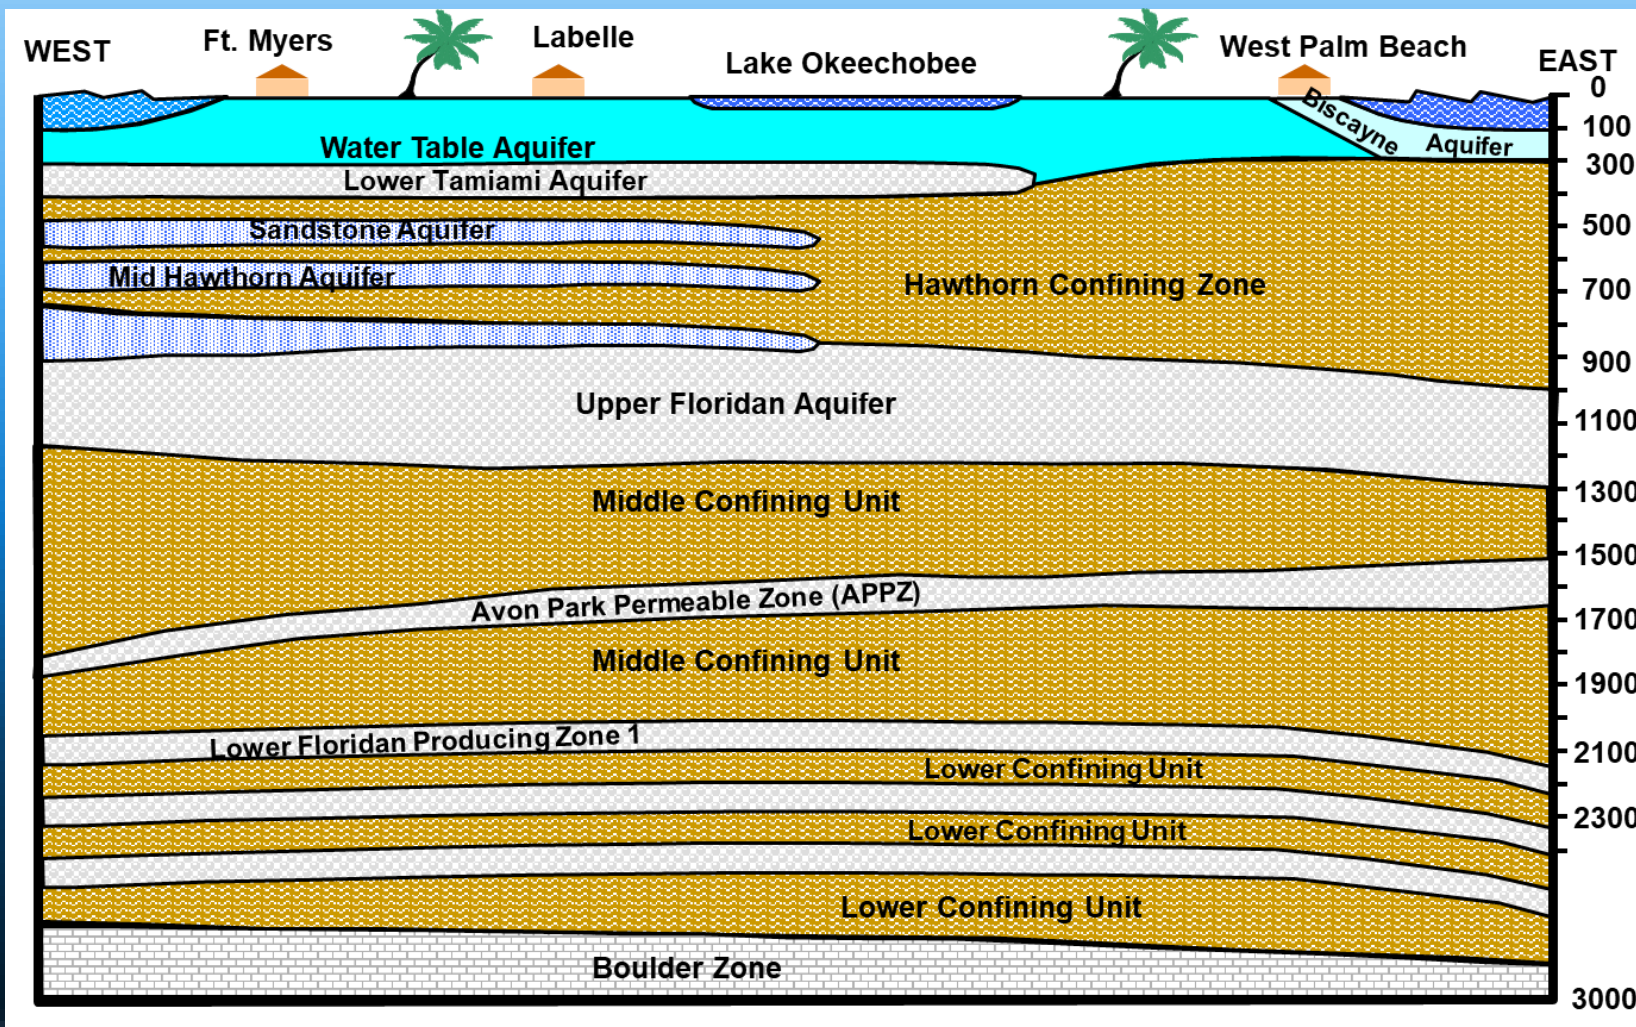 WEST
Ft. Myers
Labelle
Lake Okeechobee
West Palm Beach
EAST
0
Biscayne
Aquifer
100
Water Table Aquifer
300
Lower Tamiami Aquifer
Sandstone Aquifer
500
Mid Hawthorn Aquifer
Hawthorn Confining Zone
700
900
Upper Floridan Aquifer
1100
Middle Confining Unit
1300
1500
Avon Park Permeable Zone (APPZ)
1700
Middle Confining Unit
1900
Lower Floridan Producing Zone 1
2100
Lower Confining Unit
2300
Lower Confining Unit
Lower Confining Unit
Boulder Zone
3000